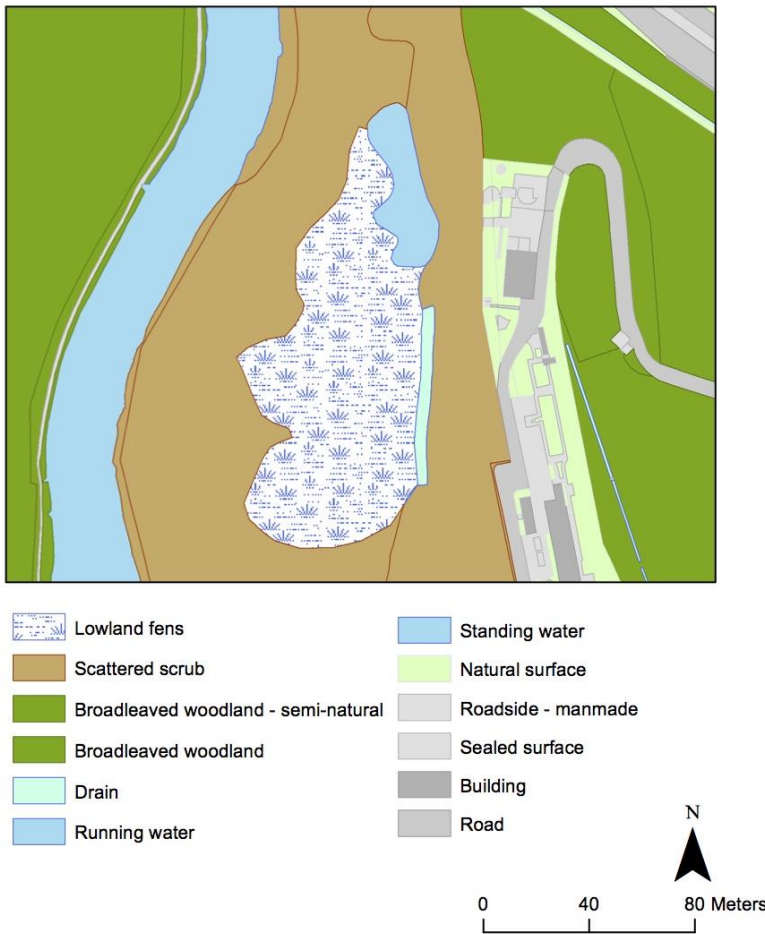 Lowland fens
Scattered scrub
Broadleaved woodland - semi-natural
Broadleaved woodland
Drain
Running water
Standing water
Natural surface
Roadside - manmade
Sealed surface
Building
Road
N
0 40 80 Meters